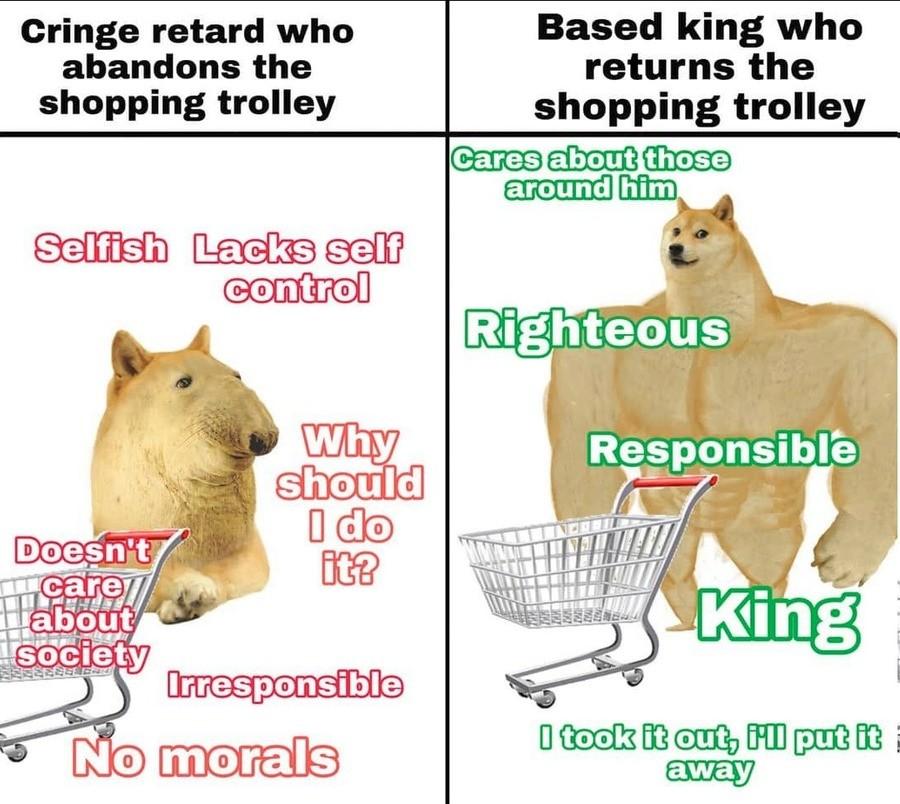 Cringe retard who
abandons the
shopping trolley
Based king who
returns the
shopping trolley
Selfish
Lacks self
control
Why
should
I do
it?
Doesn't
care
about
society
Irresponsible
No morals
Cares about those
around him
Righteous
Responsible
King
I took it out, i'll put it
away